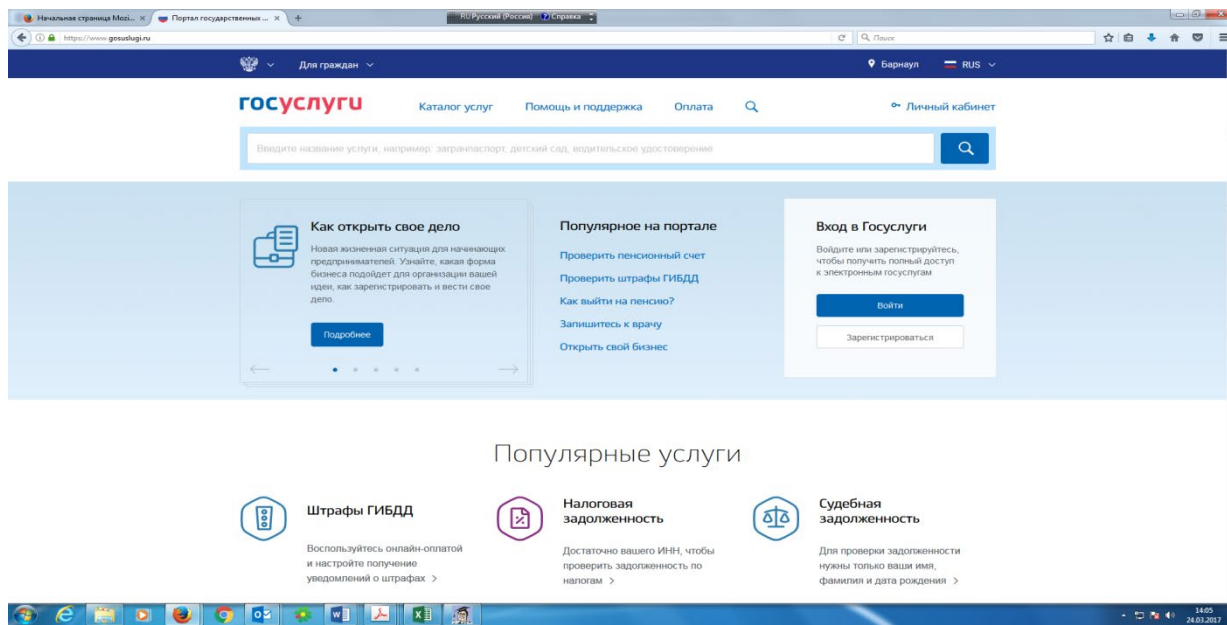 Начальная страница Mozi...
Портал государственных ...
RU Русский (Россия)
Справка
https://www.gosuslugi.ru
Поиск
Для граждан
Барнаул
RUS
госуслуги
Каталог услуг
Помощь и поддержка
Оплата
Личный кабинет
Введите название услуги, например: загранпаспорт, детский сад, водительское удостоверение
Как открыть свое дело
Новая жизненная ситуация для начинающих
предпринимателей. Узнайте, какая форма
бизнеса подойдет для организации вашей
идеи, как зарегистрировать и вести свое
дело.
Подробнее
Популярное на портале
Проверить пенсионный счет
Проверить штрафы ГИБДД
Как выйти на пенсию?
Запишитесь к врачу
Открыть свой бизнес
Вход в Госуслуги
Войдите или зарегистрируйтесь,
чтобы получить полный доступ
к электронным госуслугам
Войти
Зарегистрироваться
Популярные услуги
Штрафы ГИБДД
Воспользуйтесь онлайн-оплатой
и настройте получение
уведомлений о штрафах >
Налоговая
задолженность
Достаточно вашего ИНН, чтобы
проверить задолженность по
налогам >
Судебная
задолженность
Для проверки задолженности
нужны только ваши имя,
фамилия и дата рождения >
14:05
24.03.2017